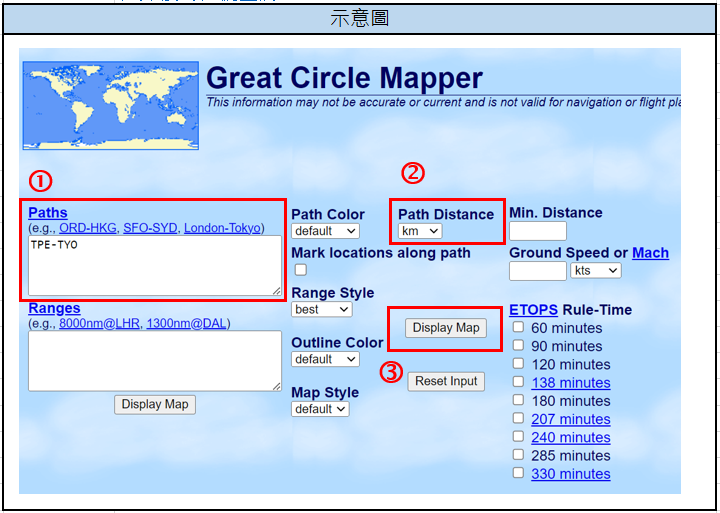 示意圖
Great Circle Mapper
This information may not be accurate or current and is not valid for navigation or flight pla
①
②
Paths
(e.g., ORD-HKG, SFO-SYD, London-Tokyo)
TPE-TYO
Path Color
default
Path Distance
km
Min. Distance
Mark locations along path
Ground Speed or Mach
kts
Range Style
best
Ranges
(e.g., 8000nm@LHR, 1300nm@DAL)
Display Map
Outline Color
default
Map Style
default
Display Map
③
Reset Input
ETOPS Rule-Time
60 minutes
90 minutes
120 minutes
138 minutes
180 minutes
207 minutes
240 minutes
285 minutes
330 minutes